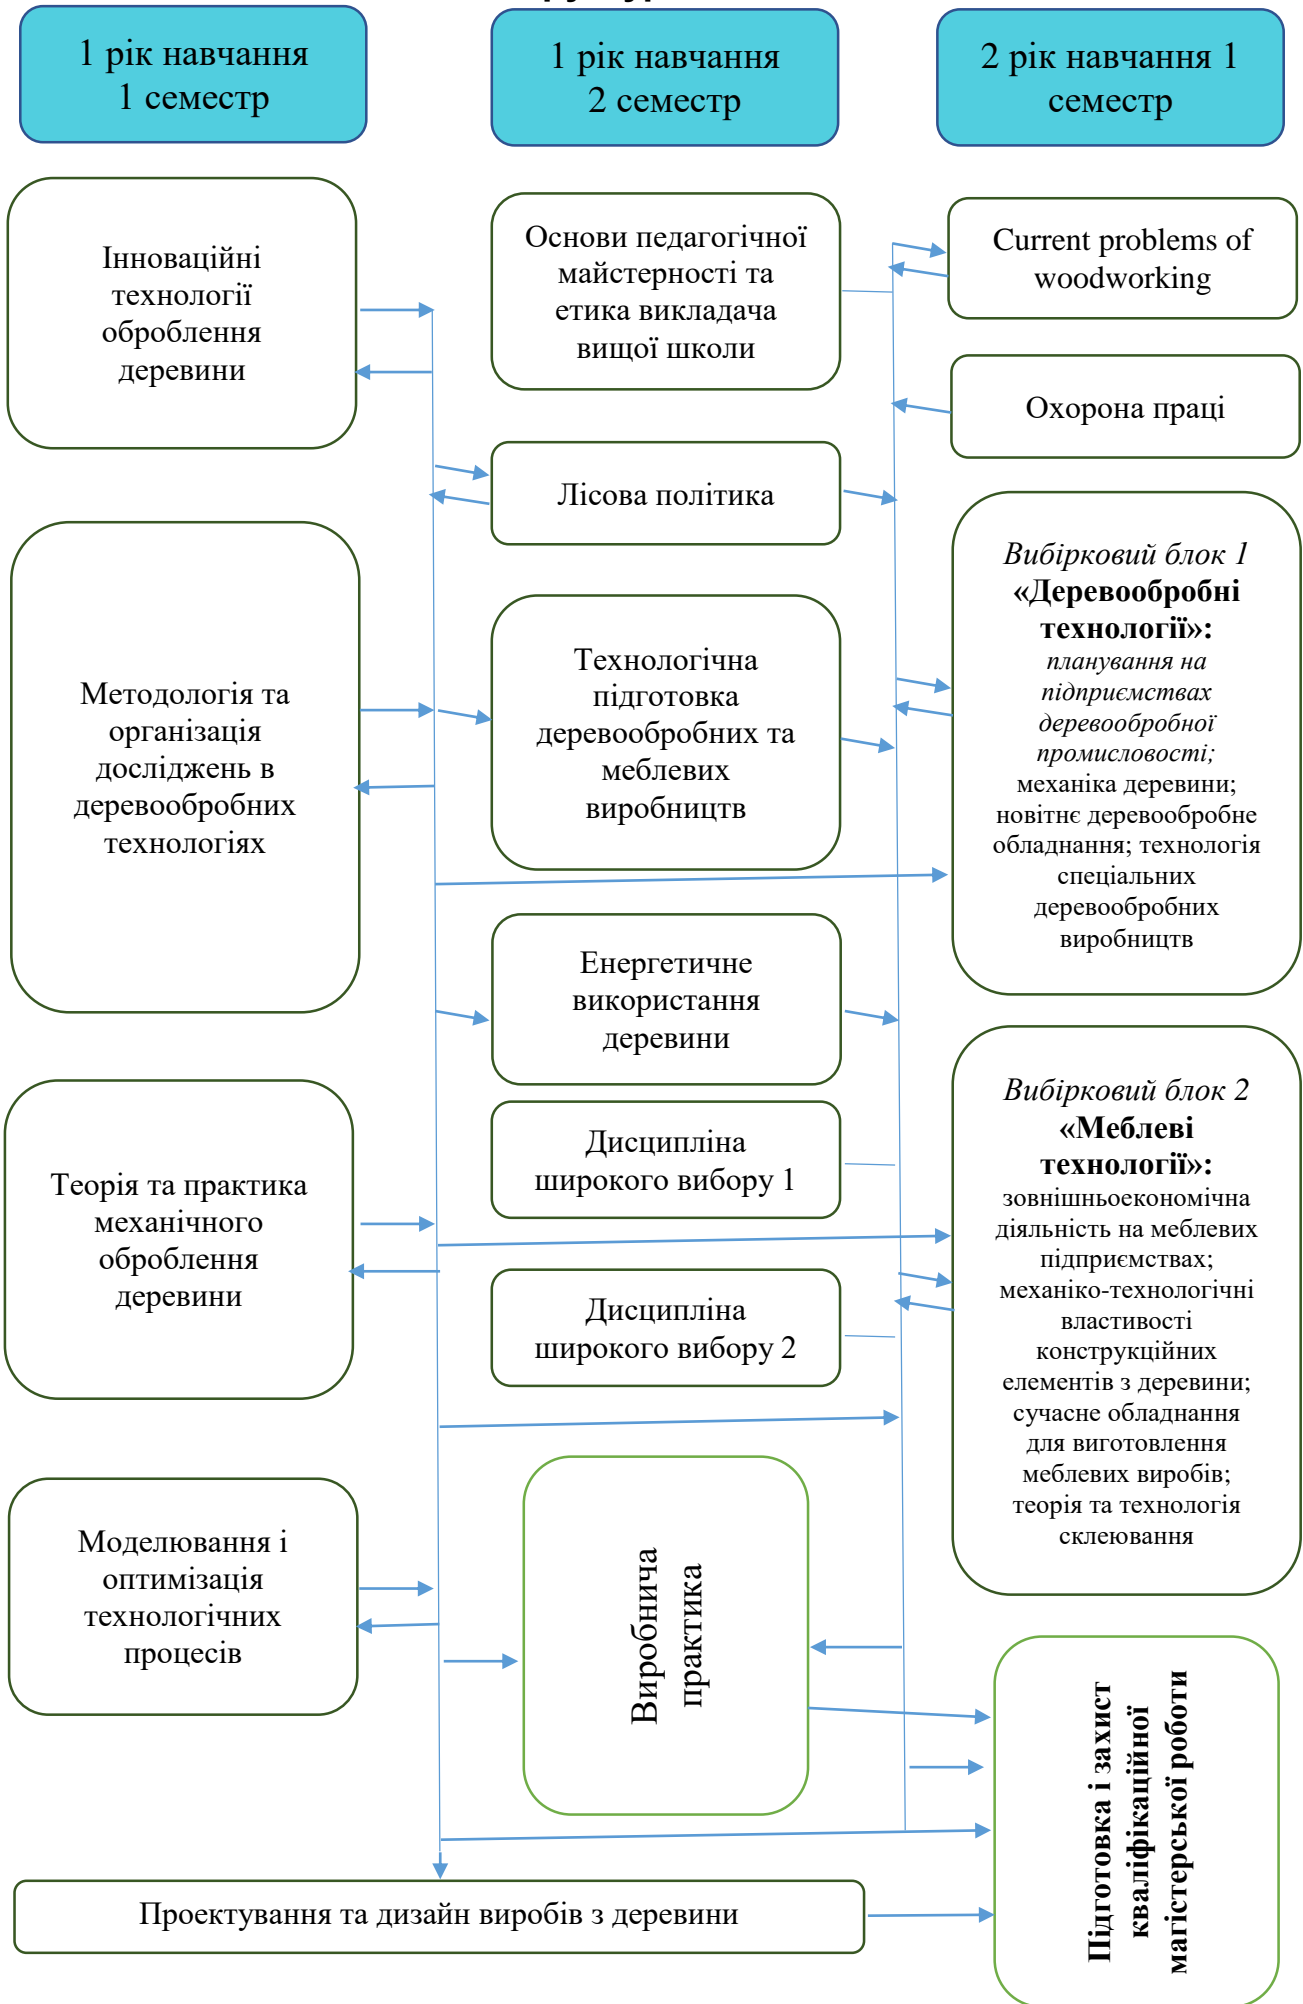 1 рік навчання
1 семестр
1 рік навчання
2 семестр
2 рік навчання 1
семестр
Інноваційні
технології
оброблення
деревини
Методологія та
організація
досліджень в
деревообробних
технологіях
Теорія та практика
механічного
оброблення
деревини
Моделювання і
оптимізація
технологічних
процесів
Основи педагогічної
майстерності та
етика викладача
вищої школи
Лісова політика
Технологічна
підготовка
деревообробних та
меблевих
виробництв
Енергетичне
використання
деревини
Дисципліна
широкого вибору 1
Дисципліна
широкого вибору 2
Виробнича
практика
Проектування та дизайн виробів з деревини
Current problems of
woodworking
Охорона праці
Вибірковий блок 1
«Деревообробні
технології»:
планування на
підприємствах
деревообробної
промисловості;
механіка деревини;
новітнє деревообробне
обладнання; технологія
спеціальних
деревообробних
виробництв
Вибірковий блок 2
«Меблеві
технології»:
зовнішньоекономічна
діяльність на меблевих
підприємствах;
механіко-технологічні
властивості
конструкційних
елементів з деревини;
сучасне обладнання
для виготовлення
меблевих виробів;
теорія та технологія
склеювання
Підготовка і захист
кваліфікаційної
магістерської роботи